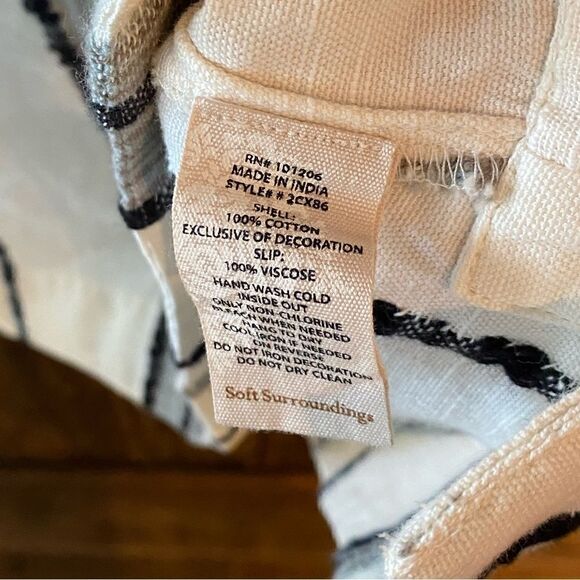 RN# 101206
MADE IN INDIA
STYLE# # 2CX86
SHELL:
100% COTTON
EXCLUSIVE OF DECORATION
SLIP:
100% VISCOSE
HAND WASH COLD
INSIDE OUT
ONLY NON-CHLORINE
BLEACH WHEN NEEDED
HANG TO DRY
COOL IRON IF NEEDED
ON REVERSE
DO NOT IRON DECORATION
DO NOT DRY CLEAN
Soft Surroundings